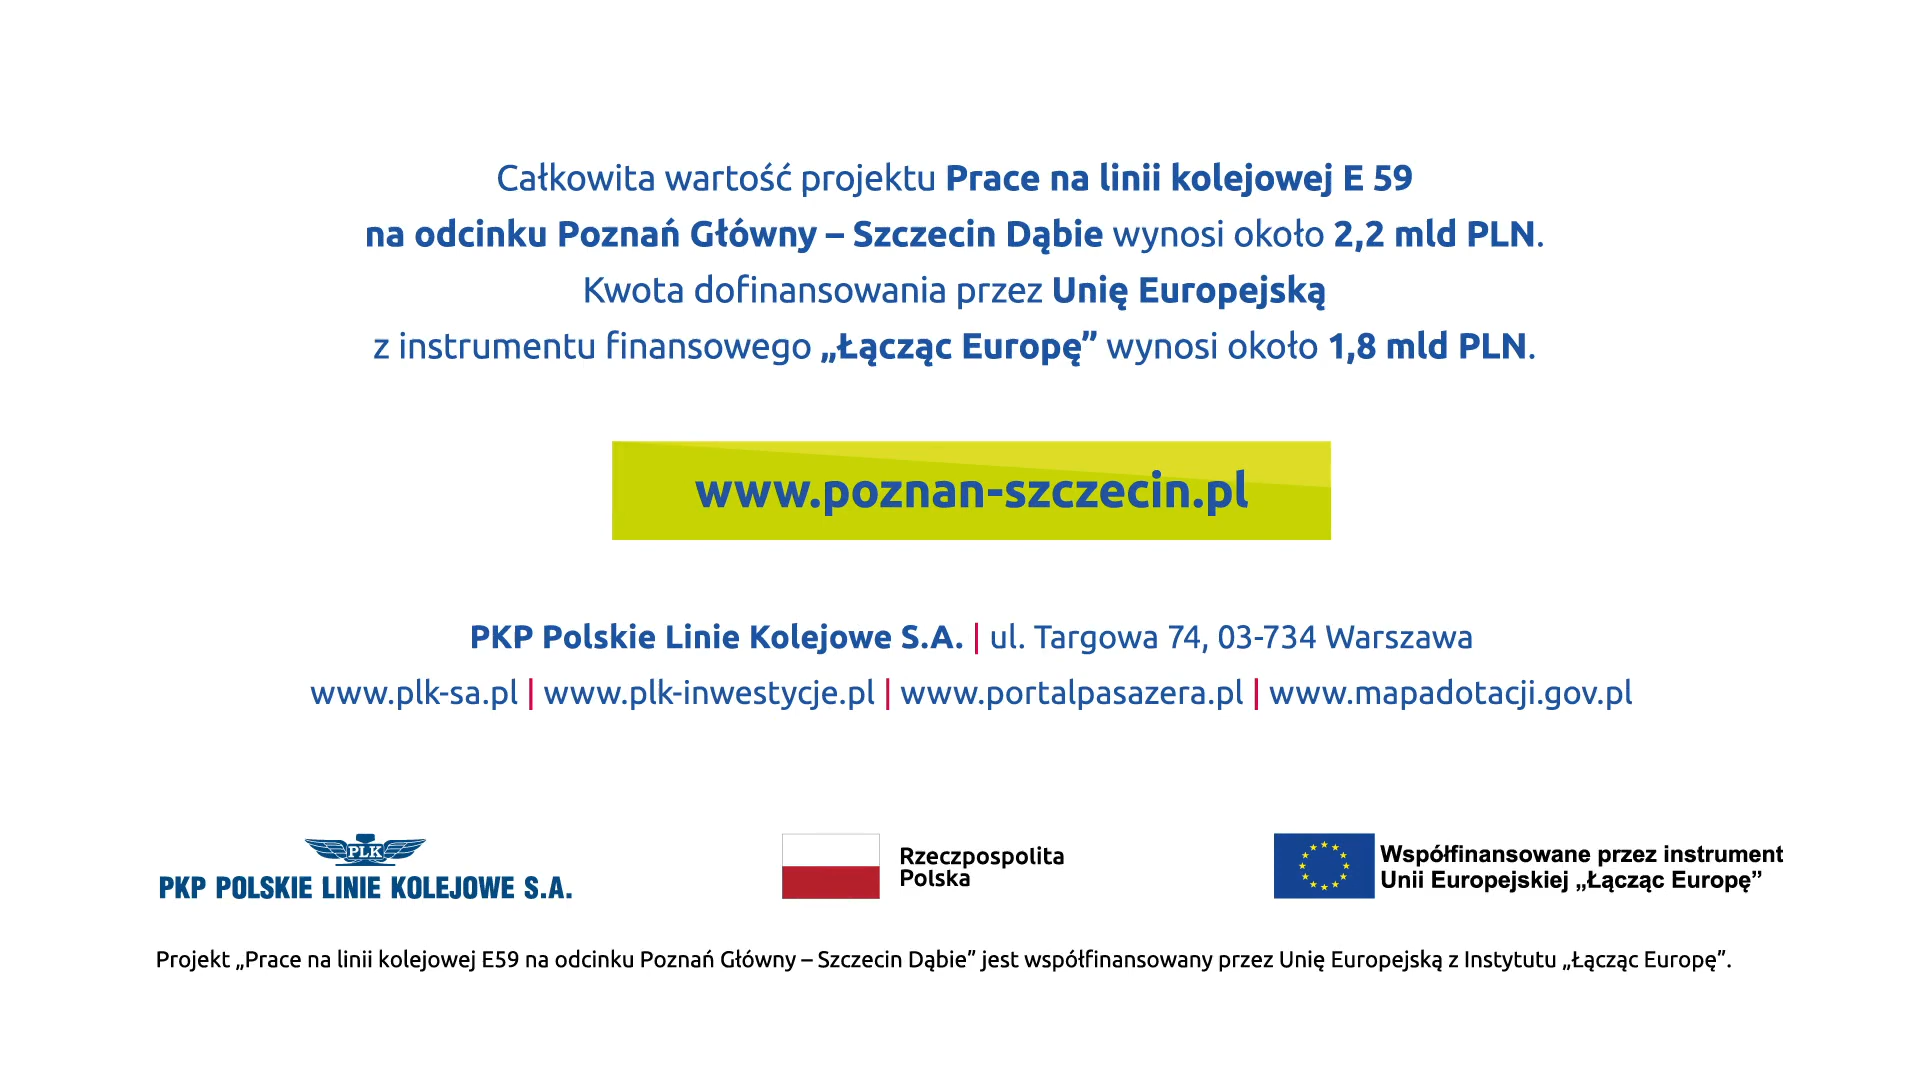 Całkowita wartość projektu Prace na linii kolejowej E 59
na odcinku Poznań Główny – Szczecin Dąbie wynosi około 2,2 mld PLN.
Kwota dofinansowania przez Unię Europejską
z instrumentu finansowego „Łącząc Europę” wynosi około 1,8 mld PLN.
www.poznan-szczecin.pl
PKP Polskie Linie Kolejowe S.A. | ul. Targowa 74, 03-734 Warszawa
www.plk-sa.pl | www.plk-inwestycje.pl | www.portalpasazera.pl | www.mapadotacji.gov.pl
PLK
PKP POLSKIE LINIE KOLEJOWE S.A.
Rzeczpospolita
Polska
Współfinansowane przez instrument
Unii Europejskiej „Łącząc Europę”
Projekt „Prace na linii kolejowej E59 na odcinku Poznań Główny – Szczecin Dąbie” jest współfinansowany przez Unię Europejską z Instytutu „Łącząc Europę”.